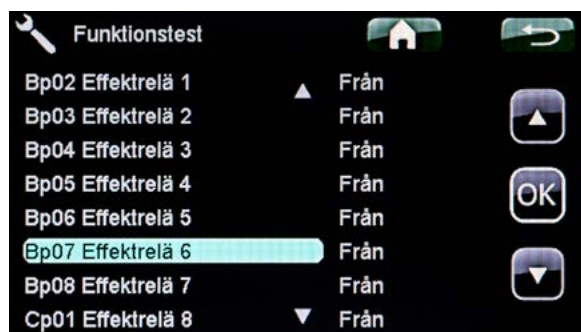 Funktionstest
Bp02 Effektrelä 1 Från
Bp03 Effektrelä 2 Från
Bp04 Effektrelä 3 Från
Bp05 Effektrelä 4 Från
Bp06 Effektrelä 5 Från
OK
Bp07 Effektrelä 6 Från
Bp08 Effektrelä 7 Från
Cp01 Effektrelä 8 Från